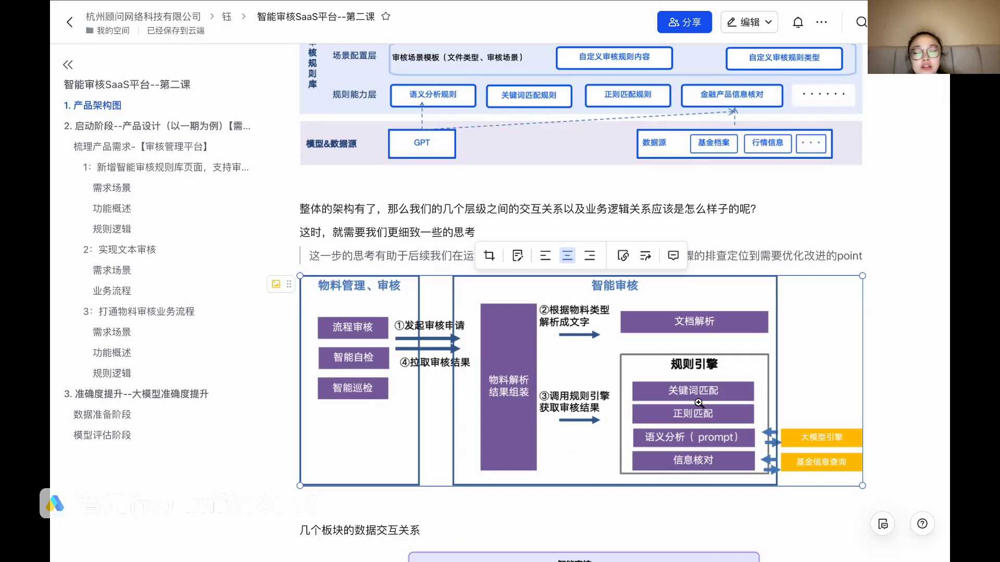 杭州顾问网络科技有限公司 > 钰 > 智能审核SaaS平台--第二课
我的空间 | 已经保存到云端
分享
编辑
智能审核SaaS平台--第二课
1. 产品架构图
2. 启动阶段--产品设计（以一期为例）【需...
梳理产品需求-【审核管理平台】
1：新增智能审核规则库页面，支持审...
需求场景
功能概述
规则逻辑
2：实现文本审核
需求场景
业务流程
3：打通物料审核业务流程
需求场景
功能概述
规则逻辑
3. 准确度提升--大模型准确度提升
数据准备阶段
模型评估阶段
核规则库
场景配置层
审核场景模板（文件类型、审核场景）
自定义审核规则内容
自定义审核规则类型
规则能力层
语义分析规则
关键词匹配规则
正则匹配规则
金融产品信息核对
······
模型&数据源
GPT
数据源
基金档案
行情信息
···
整体的架构有了，那么我们的几个层级之间的交互关系以及业务逻辑关系应该是怎么样子的呢？
这时，就需要我们更细致一些的思考
这一步的思考有助于后续我们在运
骤的排查定位到需要优化改进的point
物料管理、审核
流程审核
智能自检
智能巡检
①发起审核申请
④拉取审核结果
智能审核
物料解析
结果组装
②根据物料类型
解析成文字
③调用规则引擎
获取审核结果
文档解析
规则引擎
关键词匹配
正则匹配
语义分析（ prompt）
信息核对
大模型引擎
基金信息查询
几个板块的数据交互关系